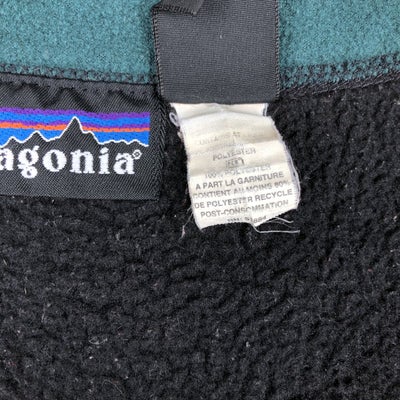 agonia®
POLYESTER
100% POLYESTER
A PART LA GARNITURE
CONTIENT AU MOINS 80%
DE POLYESTER RECYCLE
POST-CONSOMMATION